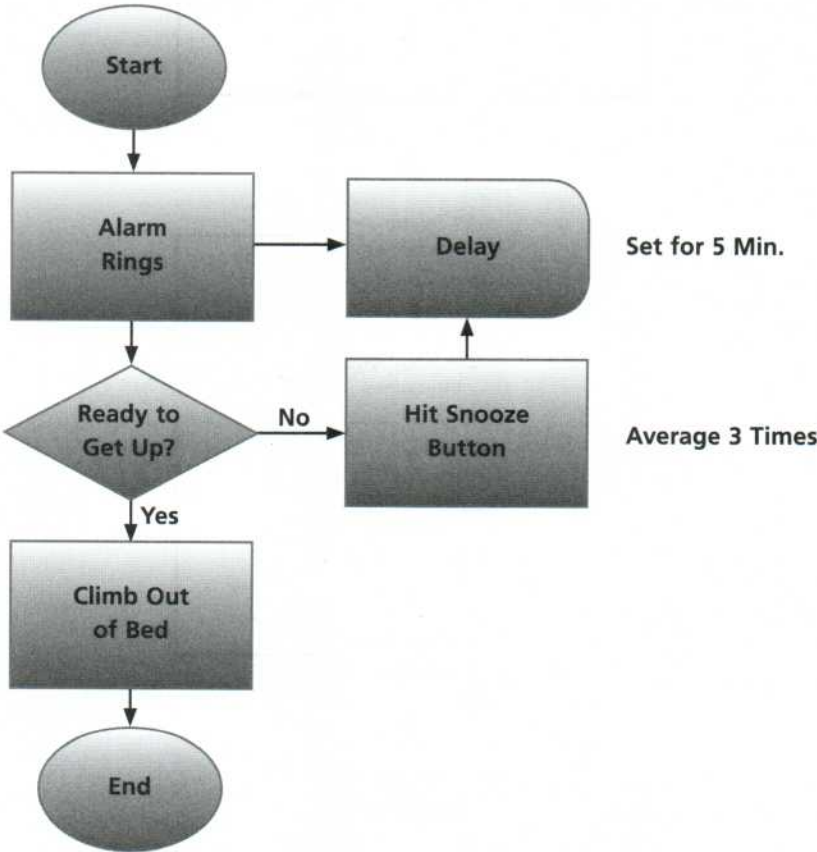 Start
Alarm
Rings
Delay
Set for 5 Min.
Ready to
Get Up?
No
Hit Snooze
Button
Average 3 Times
Yes
Climb Out
of Bed
End